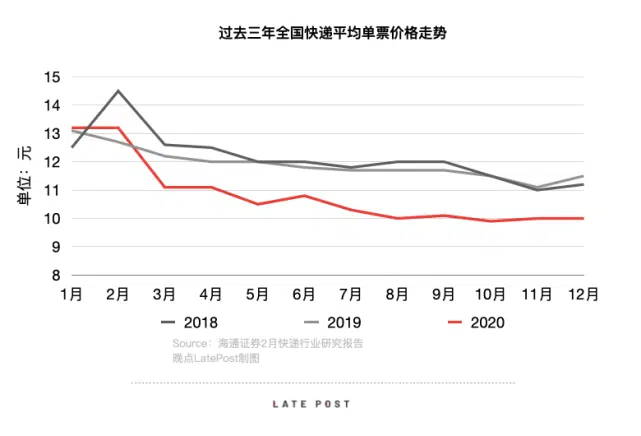 过去三年全国快递平均单票价格走势
单位：元
15
14
13
12
11
10
9
8
1月 2月 3月 4月 5月 6月 7月 8月 9月 10月 11月 12月
2018 2019 2020
Source：海通证券2月快递行业研究报告
晚点LatePost制图
LATE POST